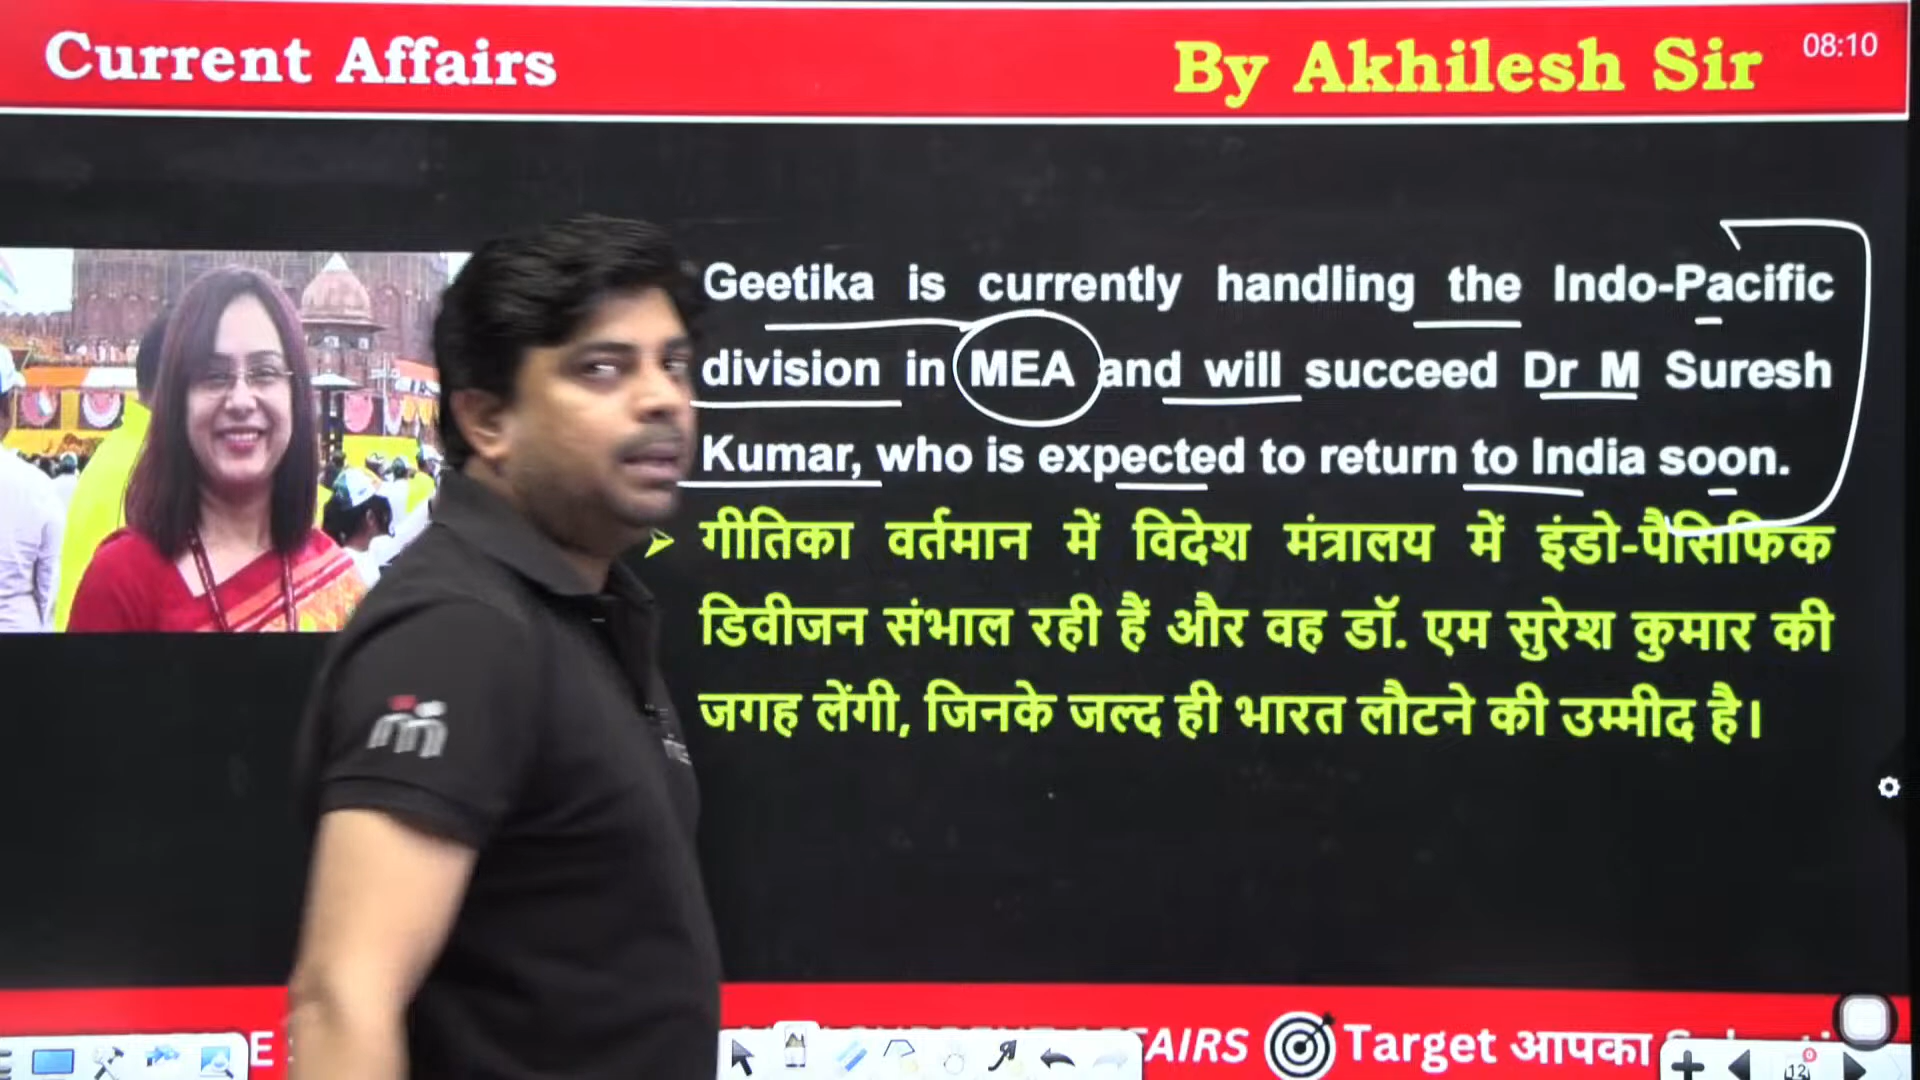 Current Affairs
By Akhilesh Sir
08:10
Geetika is currently handling the Indo-Pacific
division in MEA and will succeed Dr M Suresh
Kumar, who is expected to return to India soon.
➤ गीतिका वर्तमान में विदेश मंत्रालय में इंडो-पैसिफिक
डिवीजन संभाल रही हैं और वह डॉ. एम सुरेश कुमार की
जगह लेंगी, जिनके जल्द ही भारत लौटने की उम्मीद है।
Target आपका
12